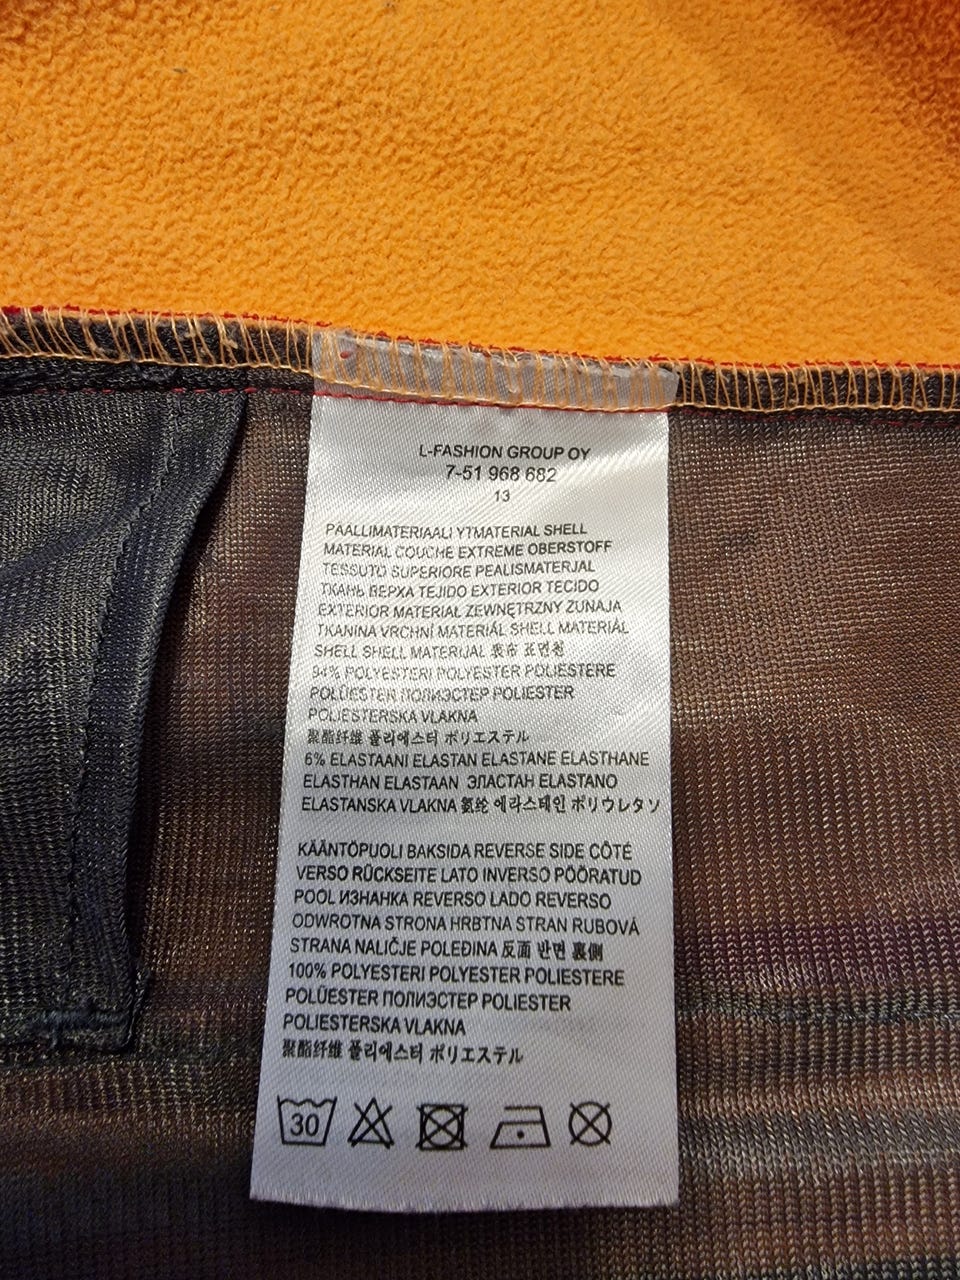 L-FASHION GROUP OY
7-51 968 682
13
PÄÄLLIMATERIAALI YTMATERIAL SHELL
MATERIAL COUCHE EXTREME OBERSTOFF
TESSUTO SUPERIORE PEALISMATERJAL
ТКАНЬ ВЕРХА TEJIDO EXTERIOR TECIDO
EXTERIOR MATERIAŁ ZEWNĘTRZNY ZUNAJA
TKANINA VRCHNÍ MATERIÁL SHELL MATERIÁL
SHELL SHELL MATERIJAL 表布 표면청
94% POLYESTERI POLYESTER POLIESTERE
POLÜESTER ПОЛИЭСТЕР POLIESTER
POLIESTERSKA VLAKNA
聚酯纤维 폴리에스터 ポリエステル
6% ELASTAANI ELASTAN ELASTANE ELASTHANE
ELASTHAN ELASTAAN ЭЛАСТАН ELASTANO
ELASTANSKA VLAKNA 氨纶 에라스테인 ポリウレタン
KÄÄNTÖPUOLI BAKSIDA REVERSE SIDE CÔTÉ
VERSO RÜCKSEITE LATO INVERSO PÖÖRATUD
POOL ИЗНАНКА REVERSO LADO REVERSO
ODWROTNA STRONA HRBTNA STRAN RUBOVÁ
STRANA NALIČJE POLEĐINA 反面 반면 裏側
100% POLYESTERI POLYESTER POLIESTERE
POLÜESTER ПОЛИЭСТЕР POLIESTER
POLIESTERSKA VLAKNA
聚酯纤维 폴리에스터 ポリエステル
30